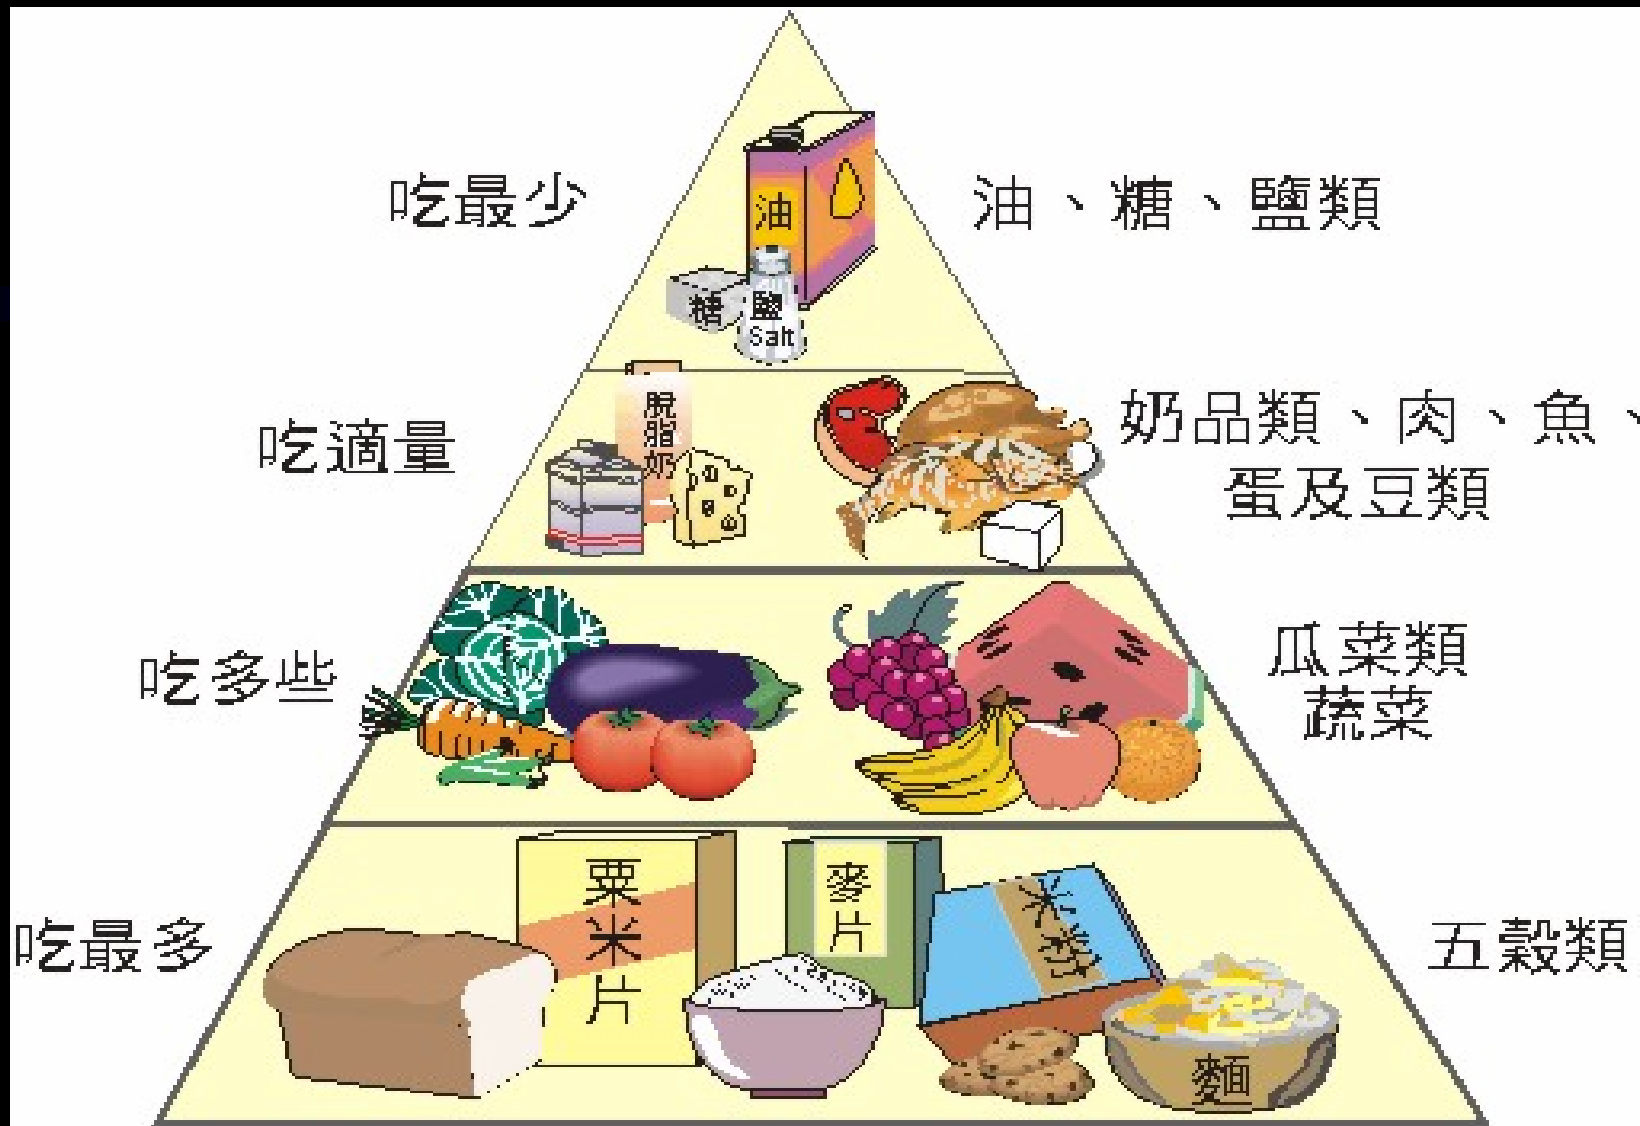 吃最少
油、糖、鹽類
油
糖
鹽
Salt
吃適量
脫脂奶
奶品類、肉、魚、
蛋及豆類
吃多些
瓜菜類
蔬菜
吃最多
粟米片
麥片
米粉
麵
五穀類